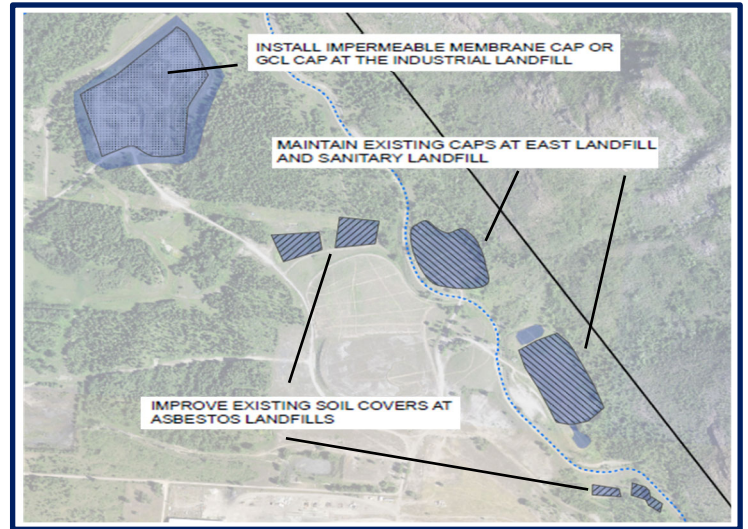 INSTALL IMPERMEABLE MEMBRANE CAP OR
GCL CAP AT THE INDUSTRIAL LANDFILL
MAINTAIN EXISTING CAPS AT EAST LANDFILL
AND SANITARY LANDFILL
IMPROVE EXISTING SOIL COVERS AT
ASBESTOS LANDFILLS